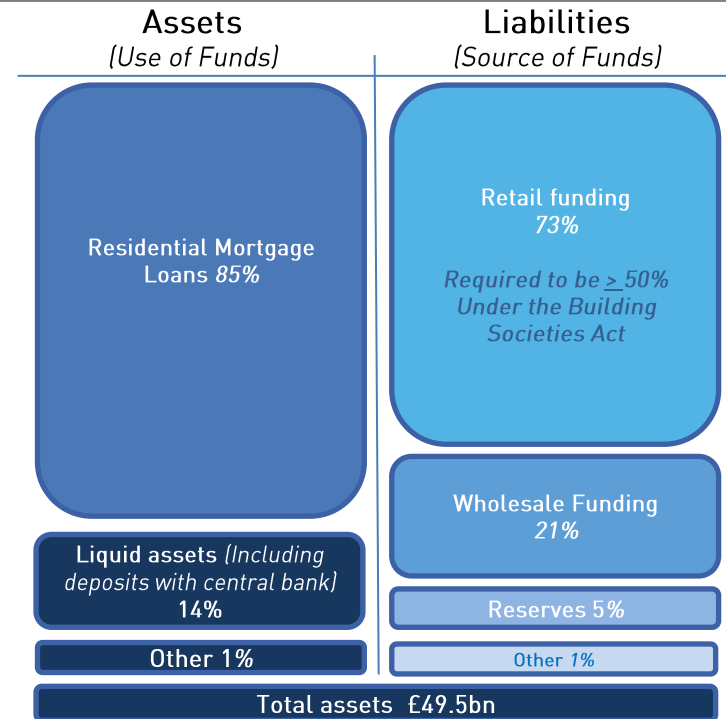 Assets
(Use of Funds)
Liabilities
(Source of Funds)
Residential Mortgage
Loans 85%
Liquid assets (Including
deposits with central bank)
14%
Other 1%
Retail funding
73%
Required to be > 50%
Under the Building
Societies Act
Wholesale Funding
21%
Reserves 5%
Other 1%
Total assets £49.5bn